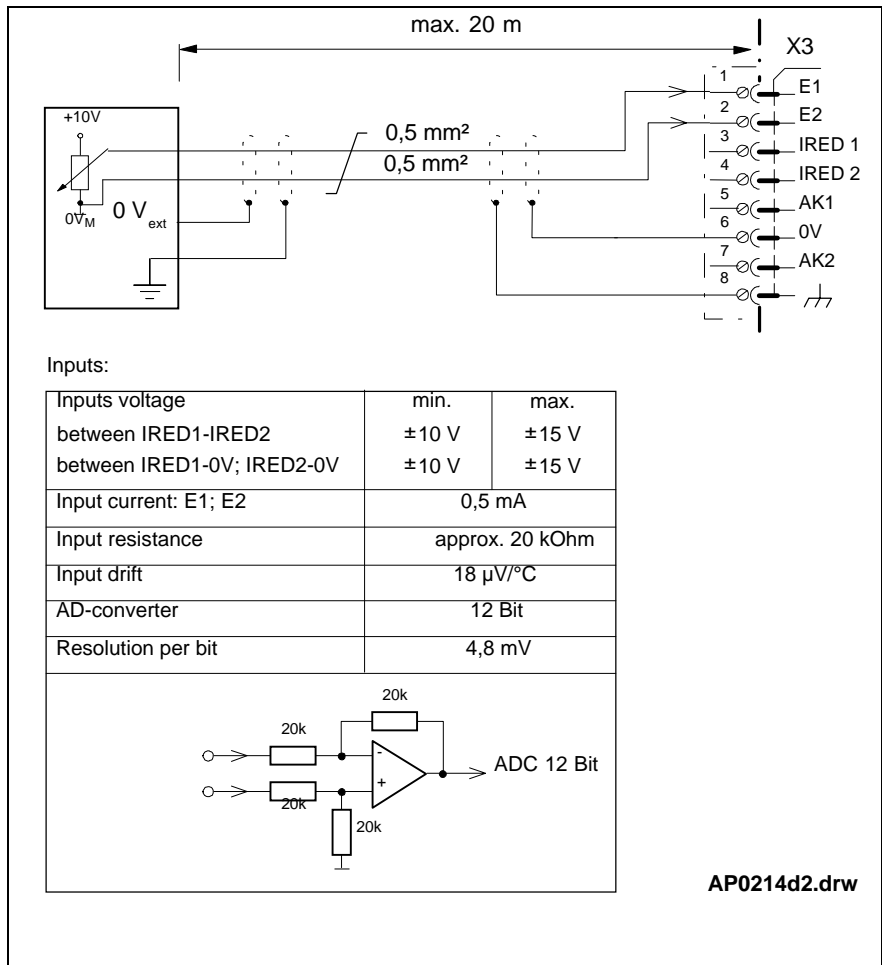 max. 20 m
X3
1 E1
2 E2
3 IRED 1
4 IRED 2
5 AK1
6 0V
7 AK2
8
+10V
0V M
0 V ext
0,5 mm²
0,5 mm²
Inputs:
Inputs voltage min. max.
between IRED1-IRED2 ±10 V ±15 V
between IRED1-0V; IRED2-0V ±10 V ±15 V
Input current: E1; E2 0,5 mA
Input resistance approx. 20 kOhm
Input drift 18 µV/°C
AD-converter 12 Bit
Resolution per bit 4,8 mV
20k
20k
-
ADC 12 Bit
+
20k
20k
AP0214d2.drw